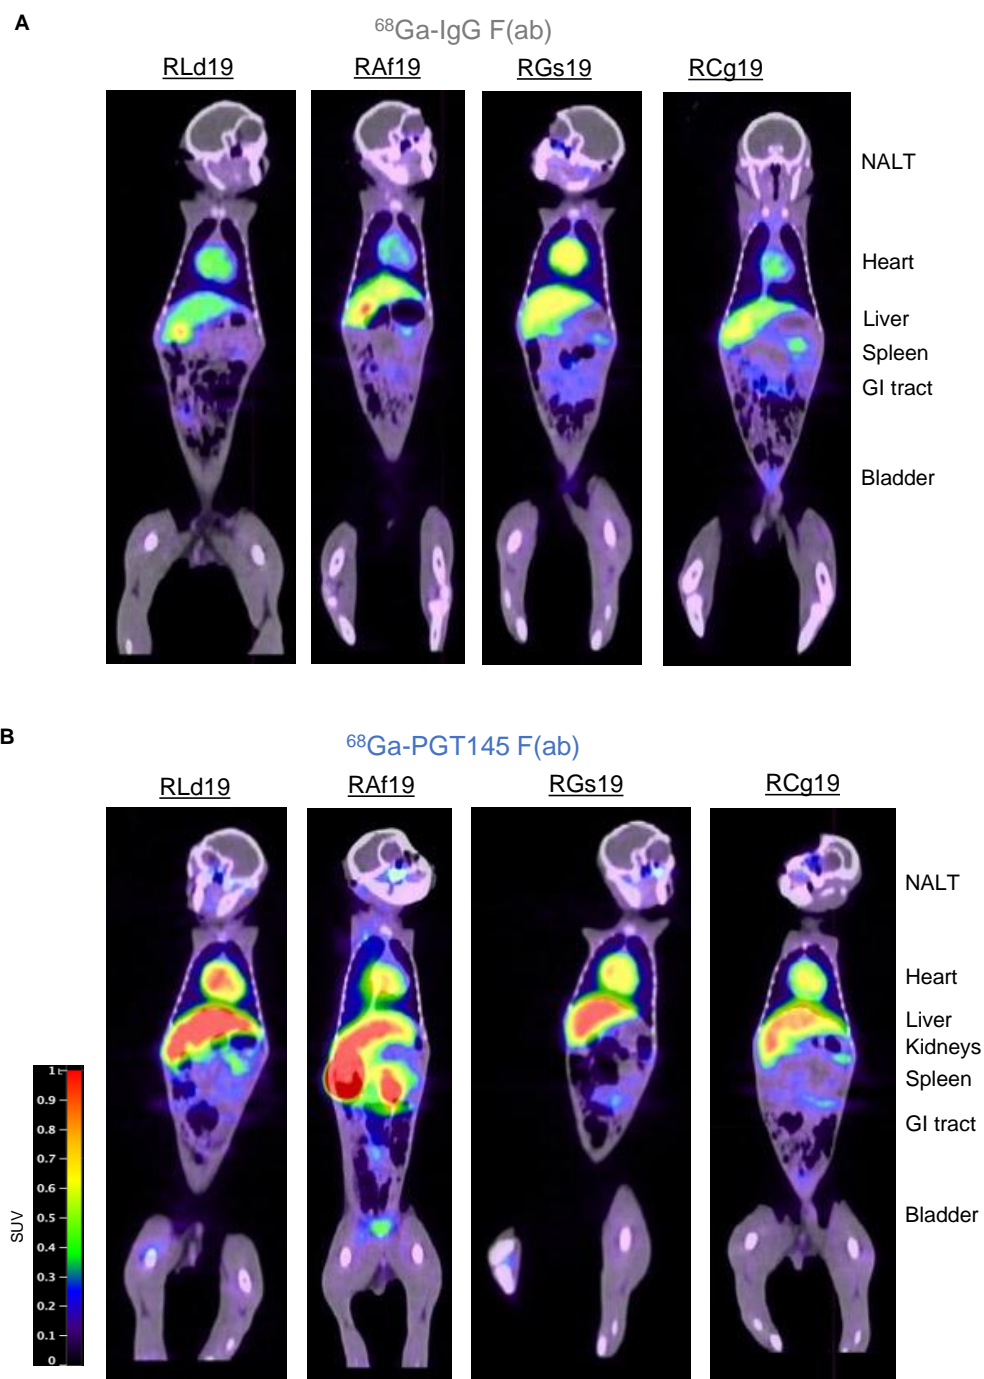 A
⁶⁸Ga-IgG F(ab)
RLd19
RAf19
RGs19
RCg19
NALT
Heart
Liver
Spleen
GI tract
Bladder
B
⁶⁸Ga-PGT145 F(ab)
RLd19
RAf19
RGs19
RCg19
NALT
Heart
Liver
Kidneys
Spleen
GI tract
Bladder
SUV
1
0.9
0.8
0.7
0.6
0.5
0.4
0.3
0.2
0.1
0